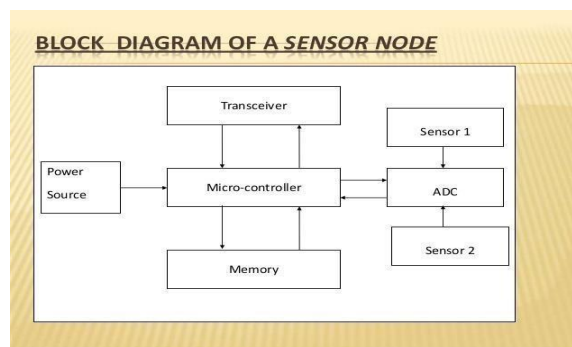 BLOCK DIAGRAM OF A SENSOR NODE
Transceiver
Sensor 1
Power
Source
Micro-controller
ADC
Sensor 2
Memory